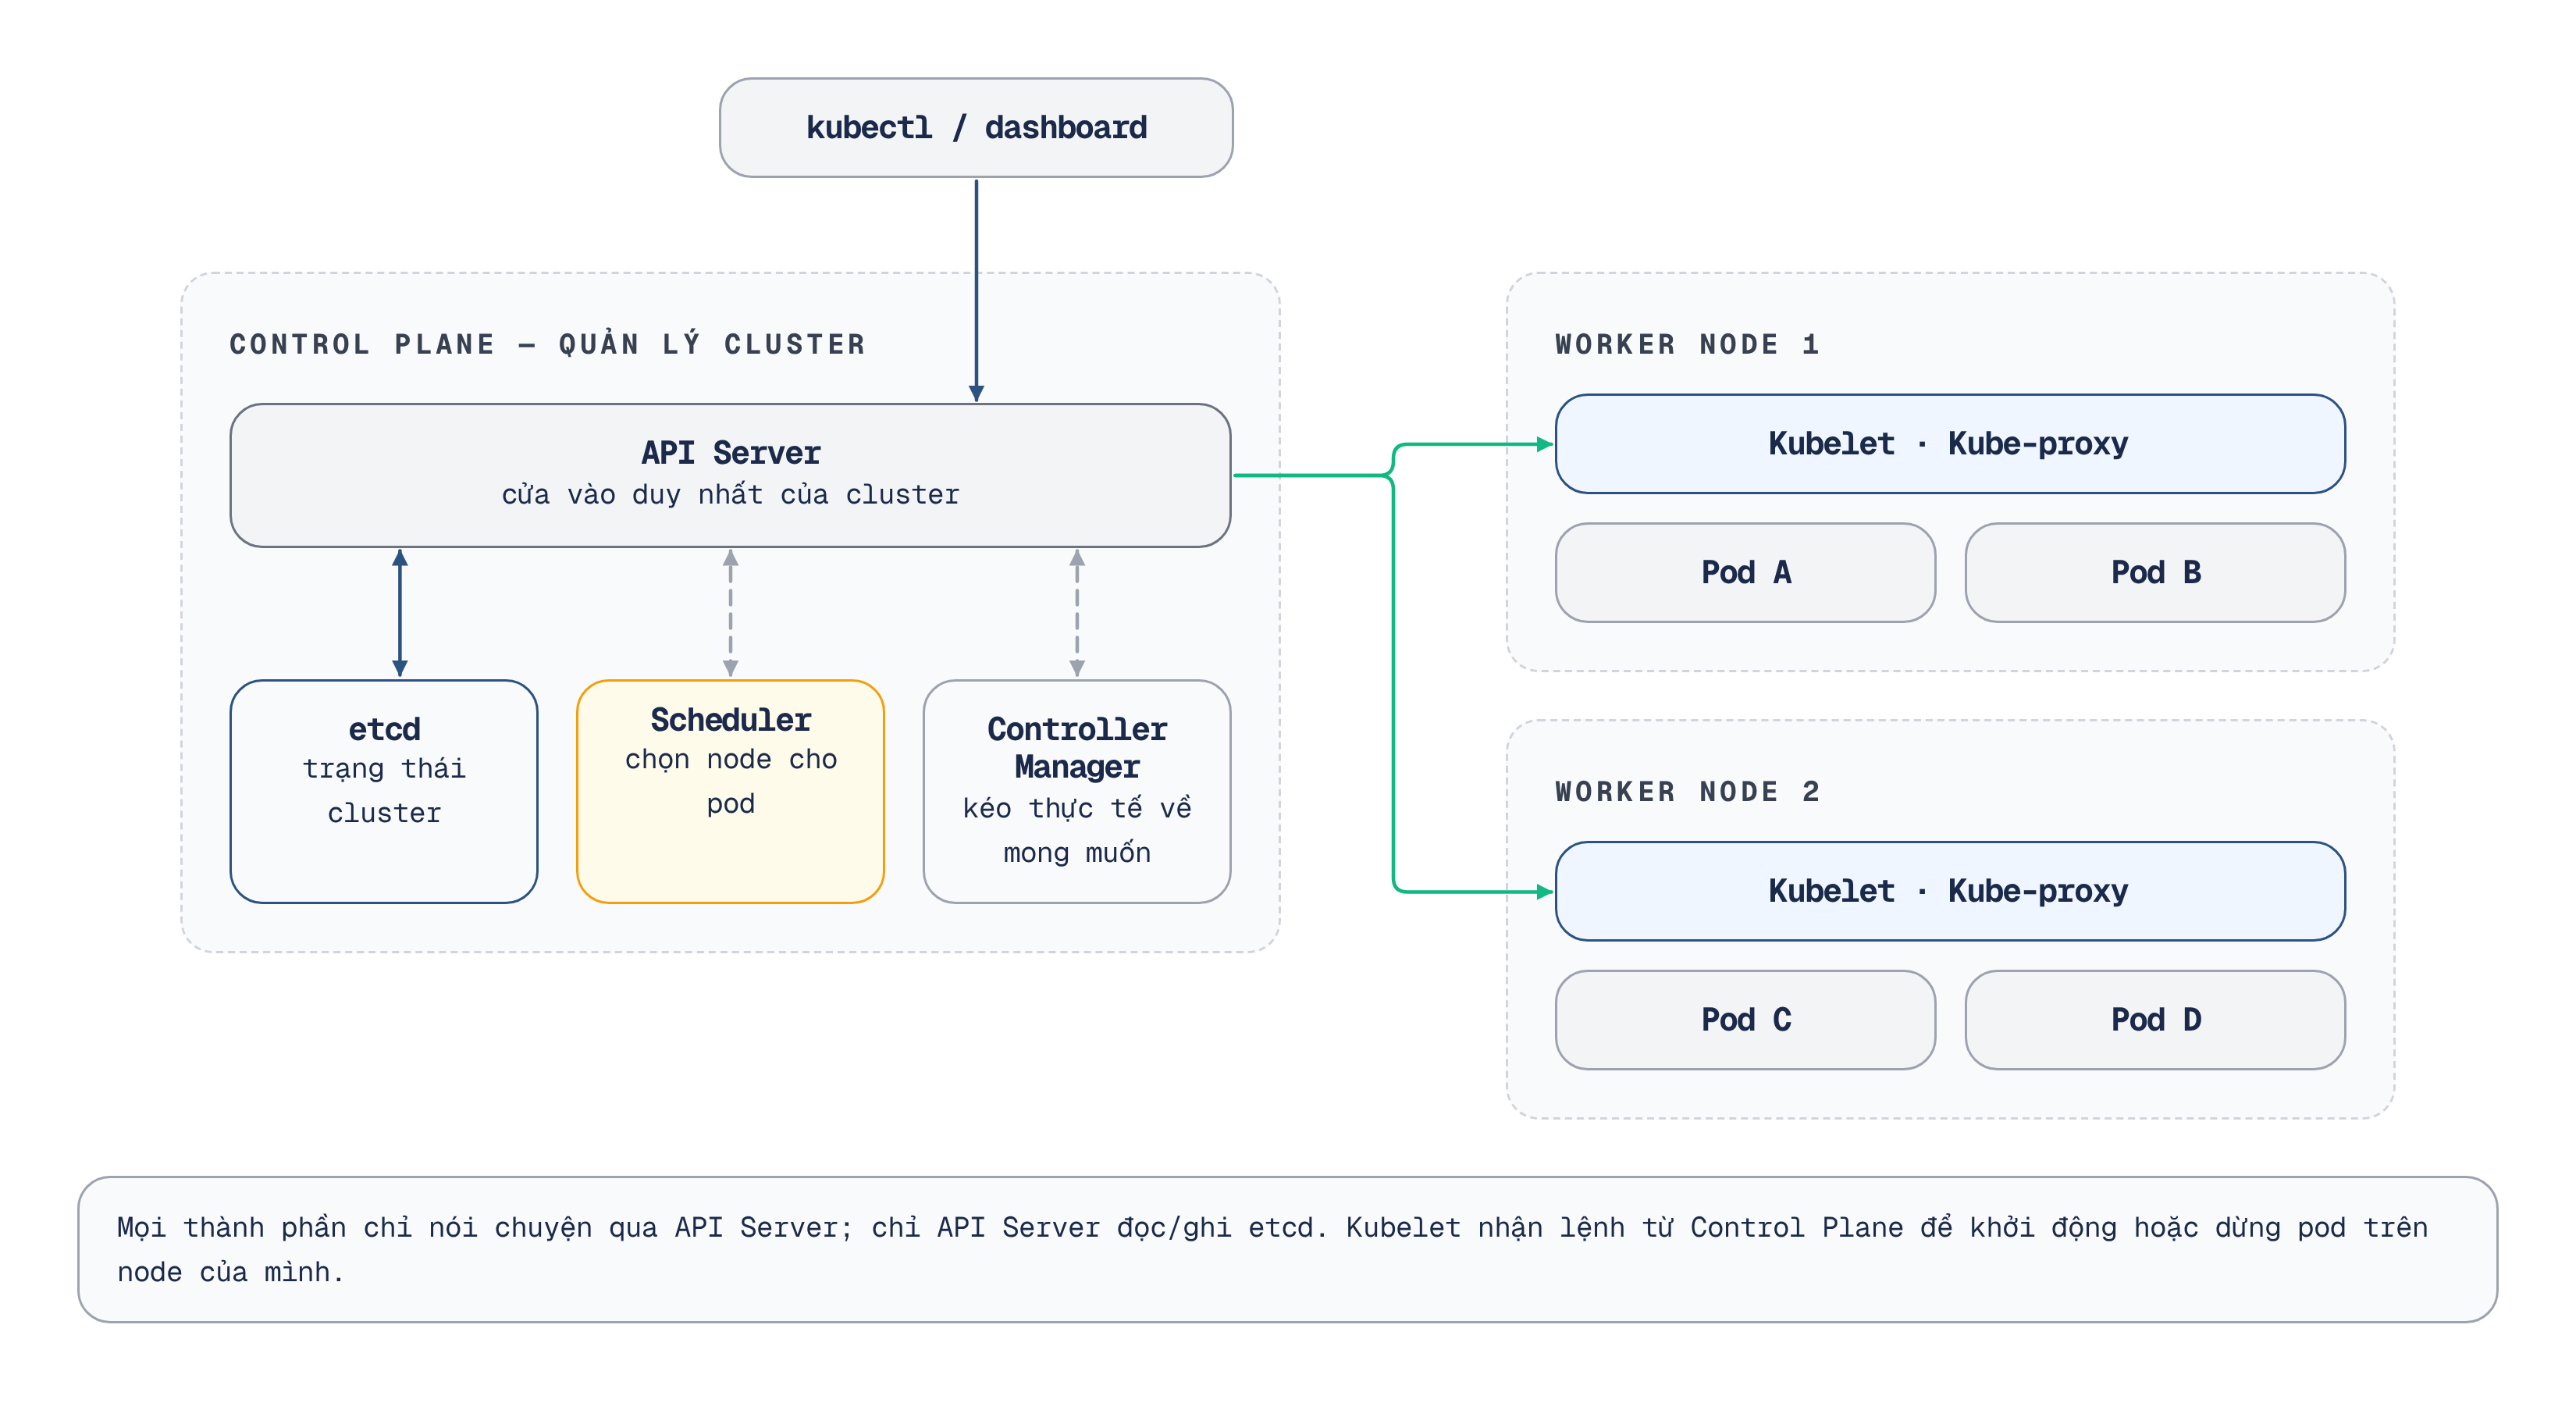 kubectl / dashboard
CONTROL PLANE — QUẢN LÝ CLUSTER
API Server
cửa vào duy nhất của cluster
etcd
trạng thái
cluster
Scheduler
chọn node cho
pod
Controller
Manager
kéo thực tế về
mong muốn
WORKER NODE 1
Kubelet · Kube-proxy
Pod A
Pod B
WORKER NODE 2
Kubelet · Kube-proxy
Pod C
Pod D
Mọi thành phần chỉ nói chuyện qua API Server; chỉ API Server đọc/ghi etcd. Kubelet nhận lệnh từ Control Plane để khởi động hoặc dừng pod trên
node của mình.